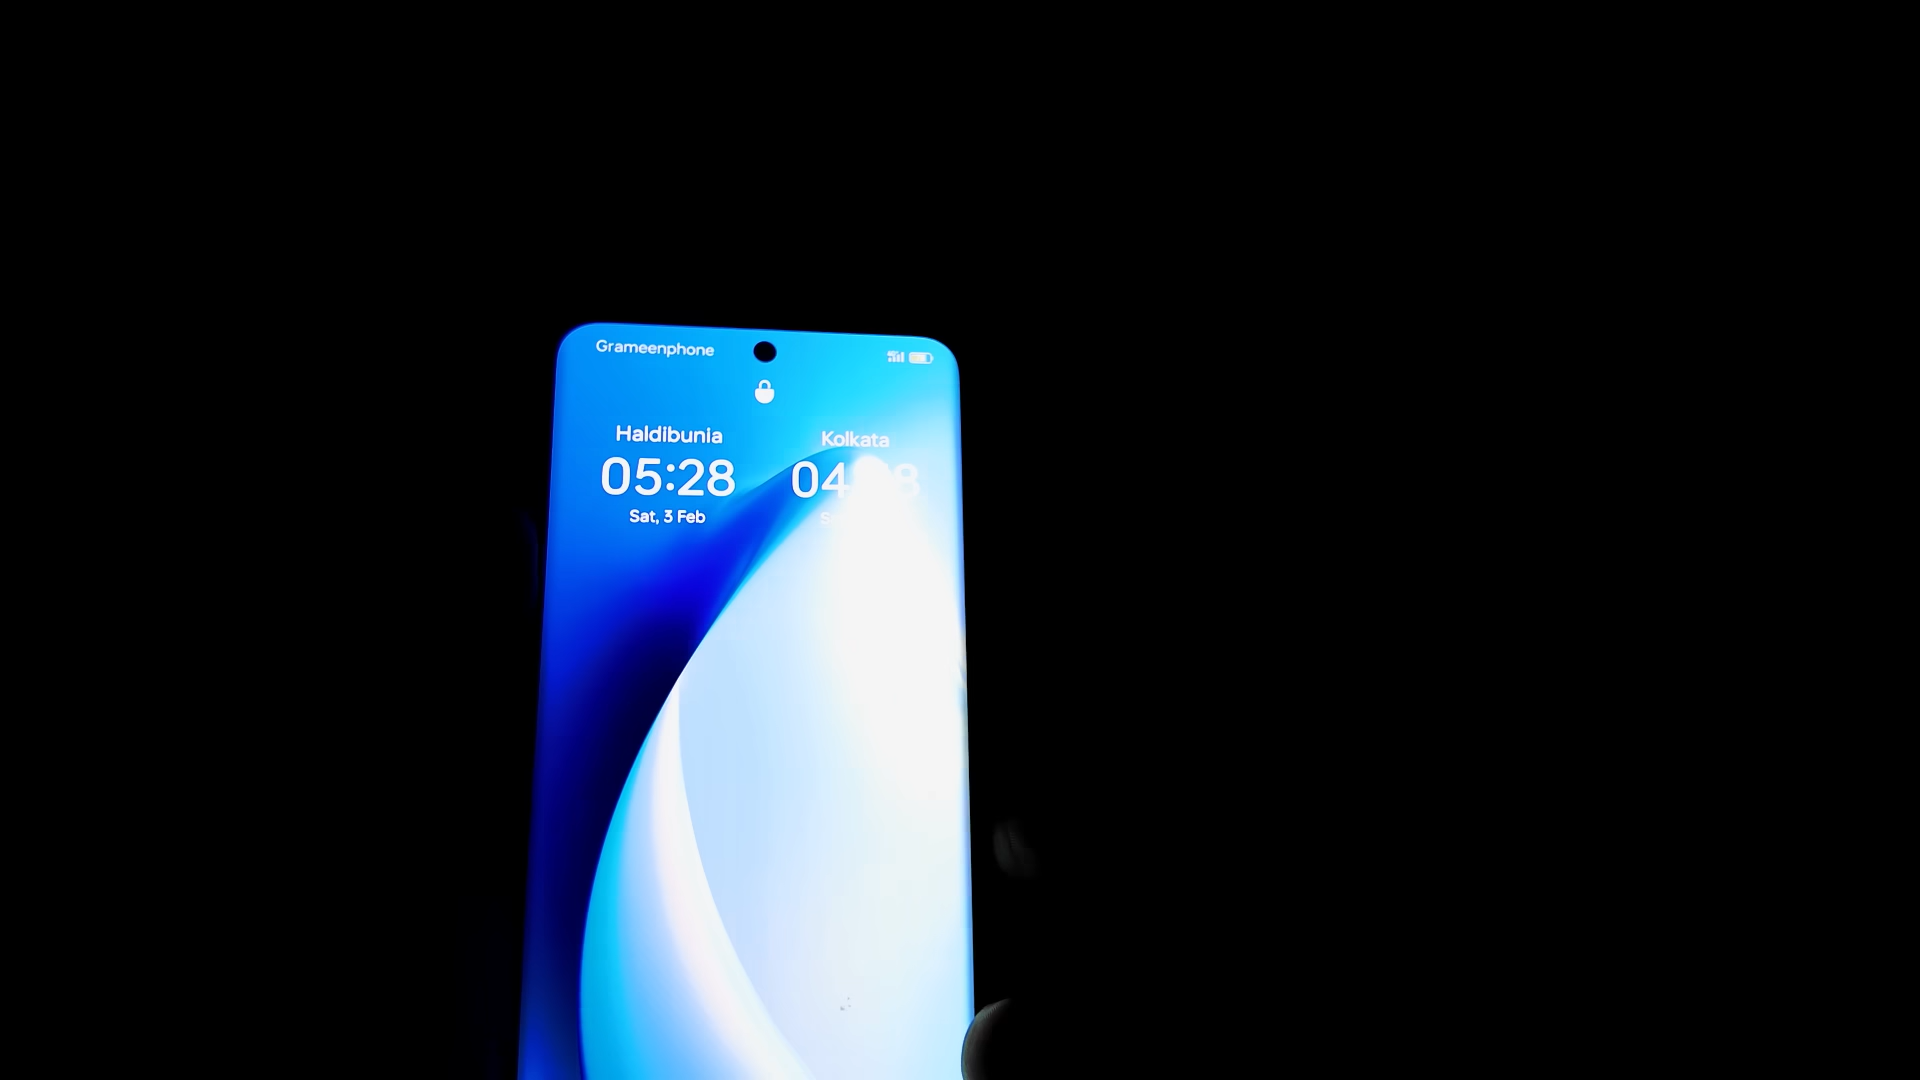 Grameenphone
Haldibunia
05:28
Sat, 3 Feb
Kolkata